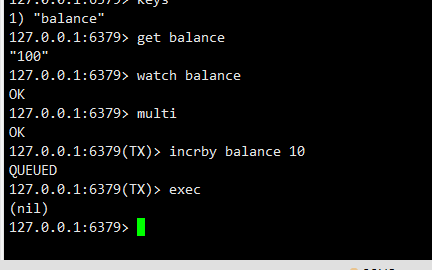 127.0.0.1:6379> keys
1) "balance"
127.0.0.1:6379> get balance
"100"
127.0.0.1:6379> watch balance
OK
127.0.0.1:6379> multi
OK
127.0.0.1:6379(TX)> incrby balance 10
QUEUED
127.0.0.1:6379(TX)> exec
(nil)
127.0.0.1:6379>